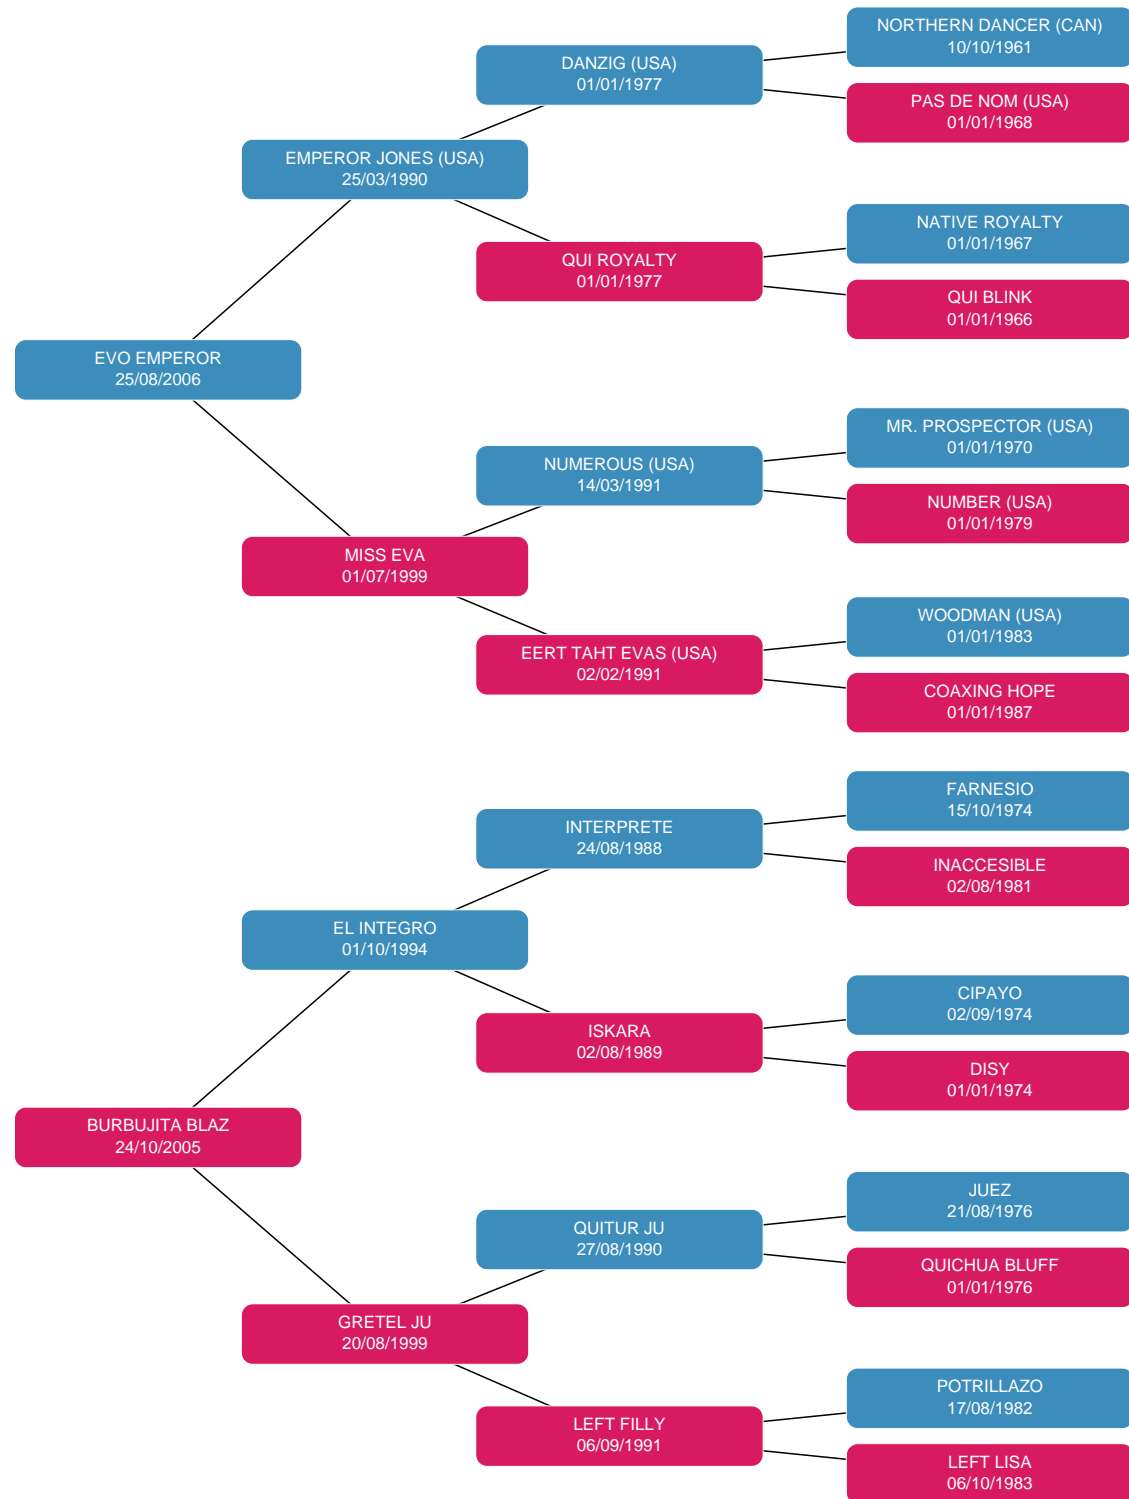 NORTHERN DANCER (CAN)
10/10/1961
DANZIG (USA)
01/01/1977
PAS DE NOM (USA)
01/01/1968
EMPEROR JONES (USA)
25/03/1990
NATIVE ROYALTY
01/01/1967
QUI ROYALTY
01/01/1977
QUI BLINK
01/01/1966
EVO EMPEROR
25/08/2006
MR. PROSPECTOR (USA)
01/01/1970
NUMEROUS (USA)
14/03/1991
NUMBER (USA)
01/01/1979
MISS EVA
01/07/1999
WOODMAN (USA)
01/01/1983
EERT TAHT EVAS (USA)
02/02/1991
COAXING HOPE
01/01/1987
FARNESIO
15/10/1974
INTERPRETE
24/08/1988
INACCESIBLE
02/08/1981
EL INTEGRO
01/10/1994
CIPAYO
02/09/1974
ISKARA
02/08/1989
DISY
01/01/1974
BURBUJITA BLAZ
24/10/2005
JUEZ
21/08/1976
QUITUR JU
27/08/1990
QUICHUA BLUFF
01/01/1976
GRETEL JU
20/08/1999
POTRILLAZO
17/08/1982
LEFT FILLY
06/09/1991
LEFT LISA
06/10/1983